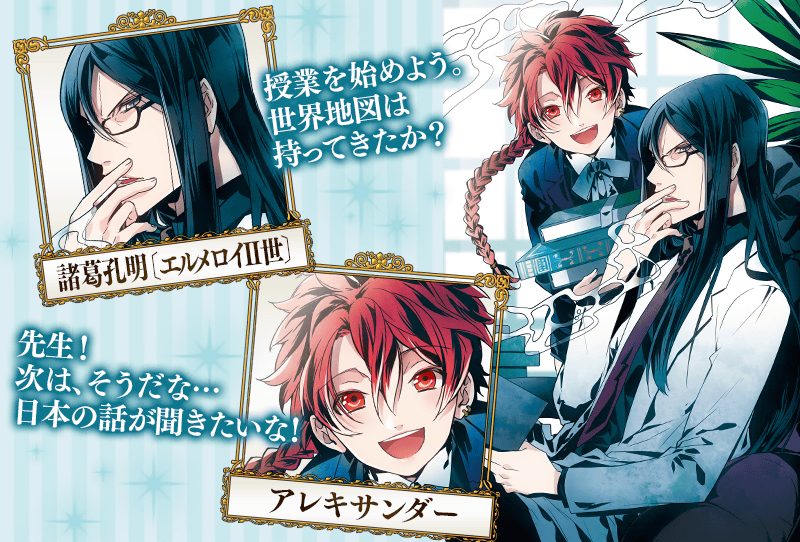 授業を始めよう。
世界地図は
持ってきたか?
諸葛孔明〔エルメロイⅡ世〕
先生!
次は、そうだな…
日本の話が聞きたいな!
アレキサンダー